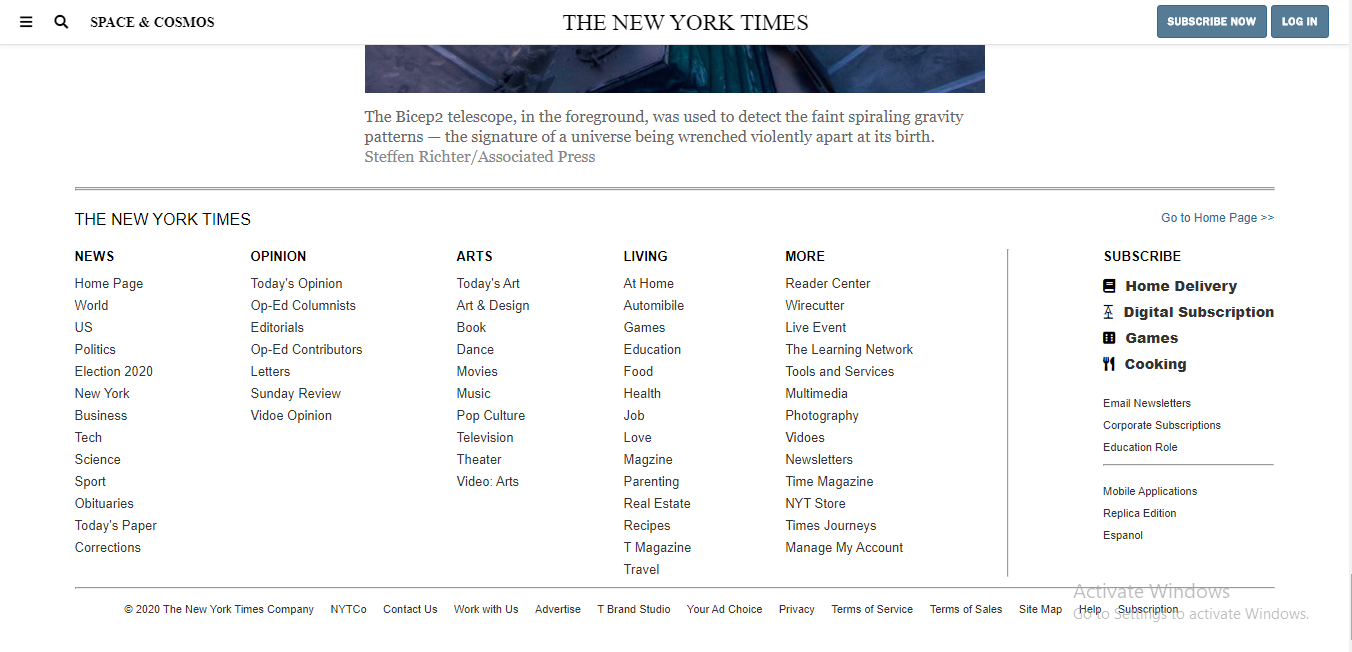 SPACE & COSMOS
THE NEW YORK TIMES
SUBSCRIBE NOW
LOG IN
The Bicep2 telescope, in the foreground, was used to detect the faint spiraling gravity
patterns — the signature of a universe being wrenched violently apart at its birth.
Steffen Richter/Associated Press
THE NEW YORK TIMES
Go to Home Page >>
NEWS
Home Page
World
US
Politics
Election 2020
New York
Business
Tech
Science
Sport
Obituaries
Today's Paper
Corrections
OPINION
Today's Opinion
Op-Ed Columnists
Editorials
Op-Ed Contributors
Letters
Sunday Review
Vidoe Opinion
ARTS
Today's Art
Art & Design
Book
Dance
Movies
Music
Pop Culture
Television
Theater
Video: Arts
LIVING
At Home
Automibile
Games
Education
Food
Health
Job
Love
Magzine
Parenting
Real Estate
Recipes
T Magazine
Travel
MORE
Reader Center
Wirecutter
Live Event
The Learning Network
Tools and Services
Multimedia
Photography
Vidoes
Newsletters
Time Magazine
NYT Store
Times Journeys
Manage My Account
SUBSCRIBE
Home Delivery
Digital Subscription
Games
Cooking
Email Newsletters
Corporate Subscriptions
Education Role
Mobile Applications
Replica Edition
Espanol
© 2020 The New York Times Company NYTCo Contact Us Work with Us Advertise T Brand Studio Your Ad Choice Privacy Terms of Service Terms of Sales Site Map Help Subscription
Activate Windows
Go to Settings to activate Windows.